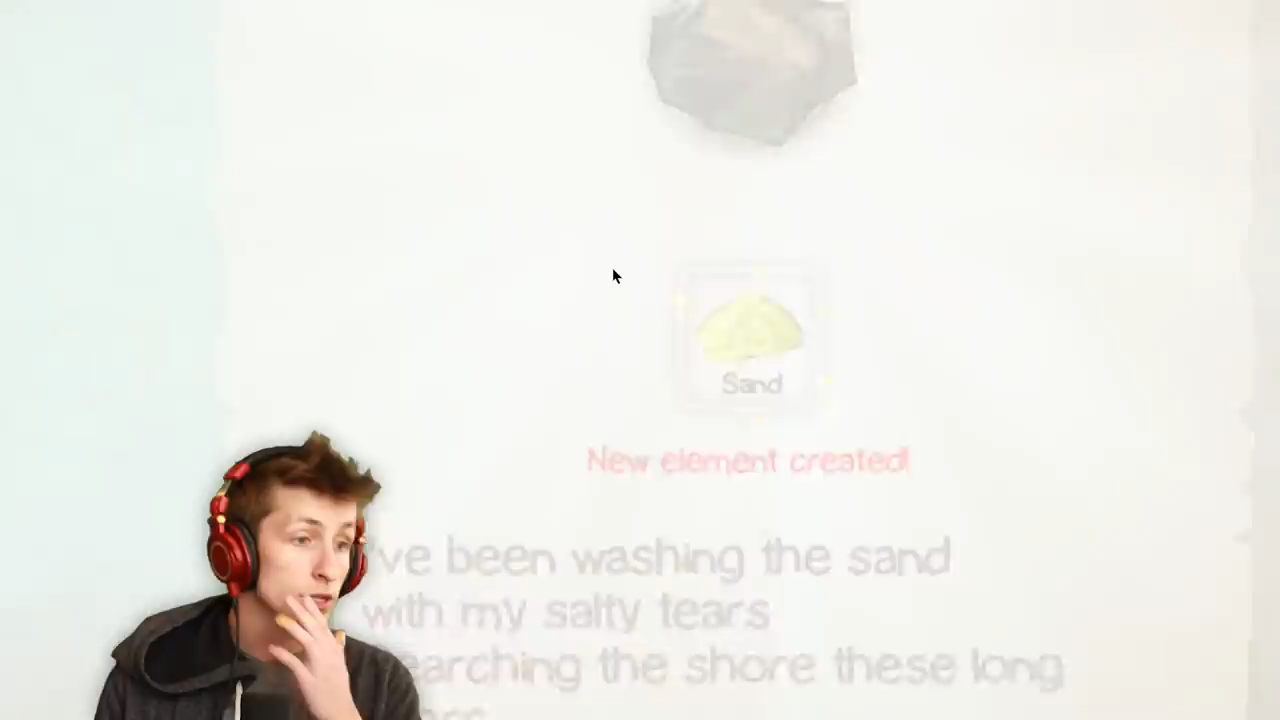 Sand
New element created!
've been washing the sand
with my salty tears
earching the shore these long